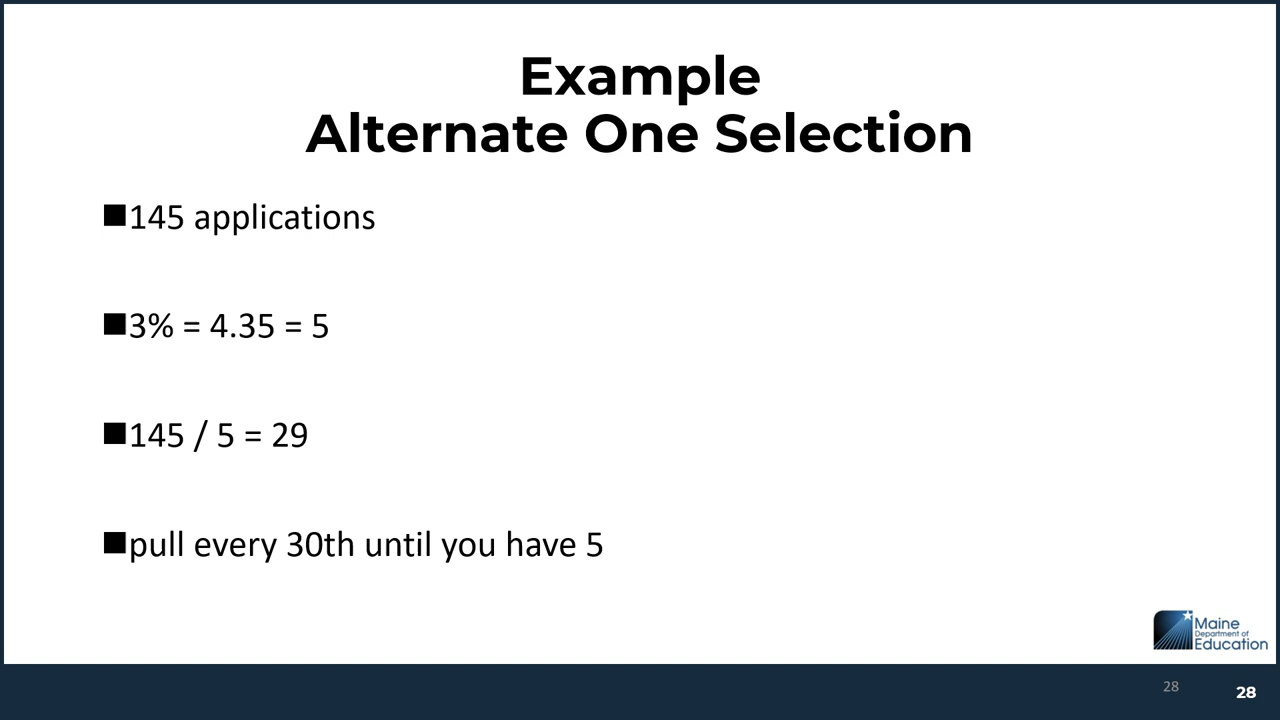 Example
Alternate One Selection
■145 applications
■3% = 4.35 = 5
■145 / 5 = 29
■pull every 30th until you have 5
Maine
Department of
Education
28
28